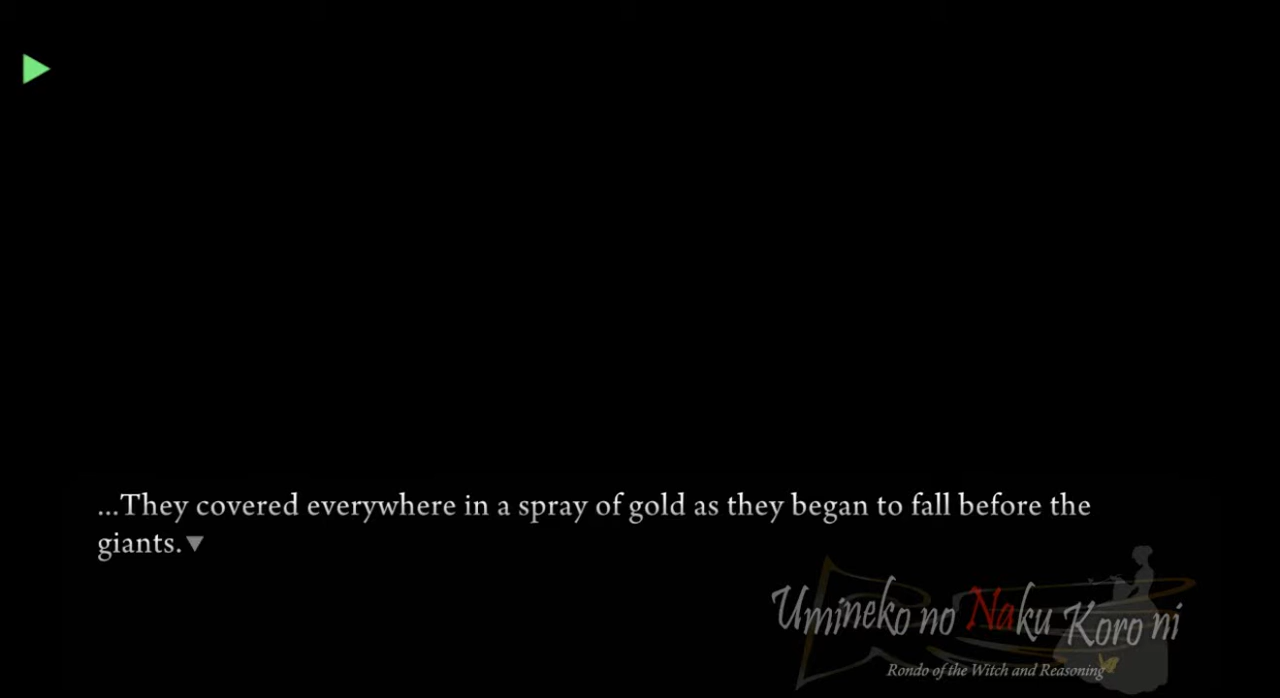 ...They covered everywhere in a spray of gold as they began to fall before the
giants.
Umineko no Naku Koro ni
Rondo of the Witch and Reasoning